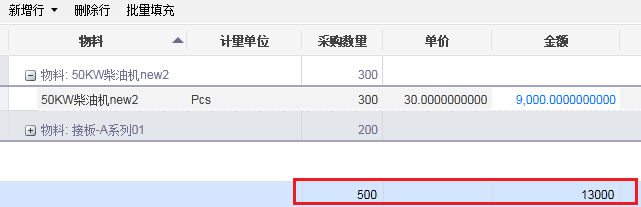 新增行 删除行 批量填充
物料 计量单位 采购数量 单价 金额
物料: 50KW柴油机new2 300
50KW柴油机new2 Pcs 300 30.0000000000 9,000.0000000000
物料: 接板-A系列01 200
500 13000